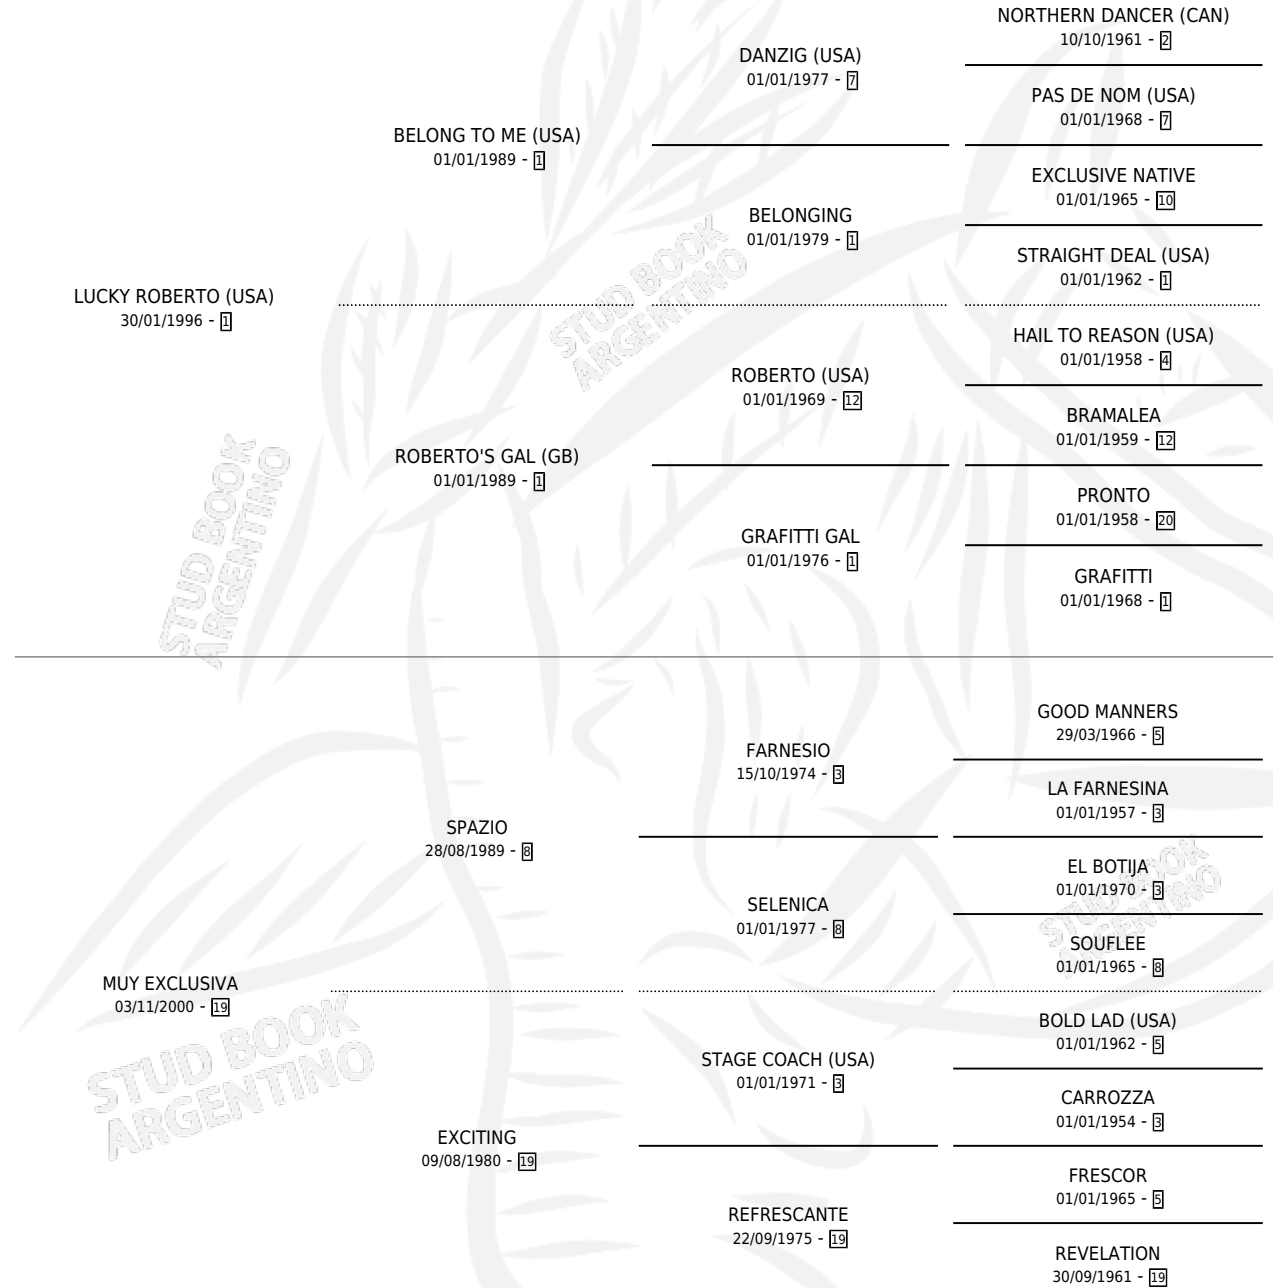 NORTHERN DANCER (CAN)
10/10/1961 - 2
DANZIG (USA)
01/01/1977 - 7
PAS DE NOM (USA)
01/01/1968 - 7
BELONG TO ME (USA)
01/01/1989 - 1
EXCLUSIVE NATIVE
01/01/1965 - 10
BELONGING
01/01/1979 - 1
STRAIGHT DEAL (USA)
01/01/1962 - 1
LUCKY ROBERTO (USA)
30/01/1996 - 1
STUD BOOK
ARGENTINO
HAIL TO REASON (USA)
01/01/1958 - 4
ROBERTO (USA)
01/01/1969 - 12
BRAMALEA
01/01/1959 - 12
ROBERTO'S GAL (GB)
01/01/1989 - 1
PRONTO
01/01/1958 - 20
GRAFITTI GAL
01/01/1976 - 1
GRAFITTI
01/01/1968 - 1
STUD BOOK
ARGENTINO
GOOD MANNERS
29/03/1966 - 5
FARNESIO
15/10/1974 - 3
LA FARNESINA
01/01/1957 - 3
SPAZIO
28/08/1989 - 8
EL BOTIJA
01/01/1970 - 3
SELENICA
01/01/1977 - 8
SOUFLEE
01/01/1965 - 8
STUD BOOK
ARGENTINO
MUY EXCLUSIVA
03/11/2000 - 19
BOLD LAD (USA)
01/01/1962 - 5
STAGE COACH (USA)
01/01/1971 - 3
CARROZZA
01/01/1954 - 3
STUD BOOK
ARGENTINO
EXCITING
09/08/1980 - 19
FRESCOR
01/01/1965 - 5
REFRESCANTE
22/09/1975 - 19
REVELATION
30/09/1961 - 19